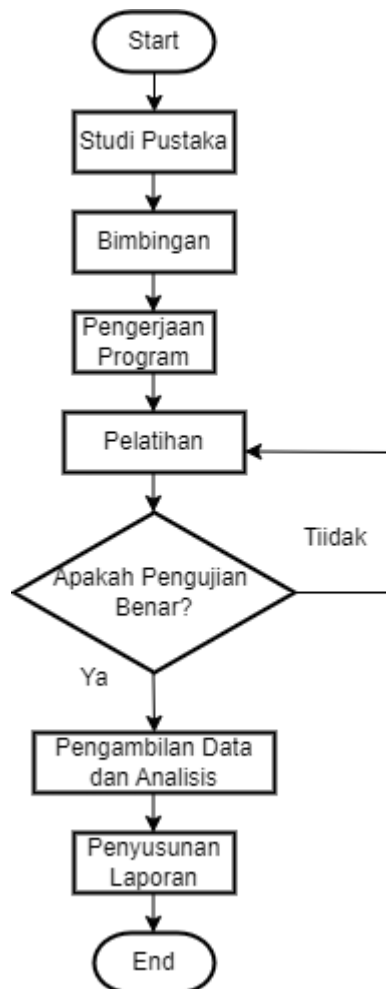 Start
Studi Pustaka
Bimbingan
Pengerjaan
Program
Pelatihan
Tiidak
Apakah Pengujian
Benar?
Ya
Pengambilan Data
dan Analisis
Penyusunan
Laporan
End